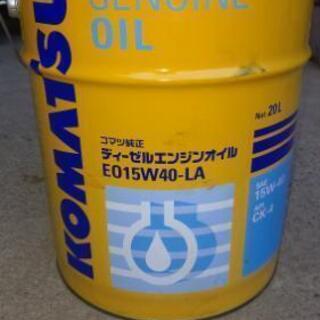 GENUINE
OIL
KOMATSU
Net 20L
コマツ純正
ディーゼルエンジンオイル
EO15W40-LA
SAE
15W-40
API
CK-4